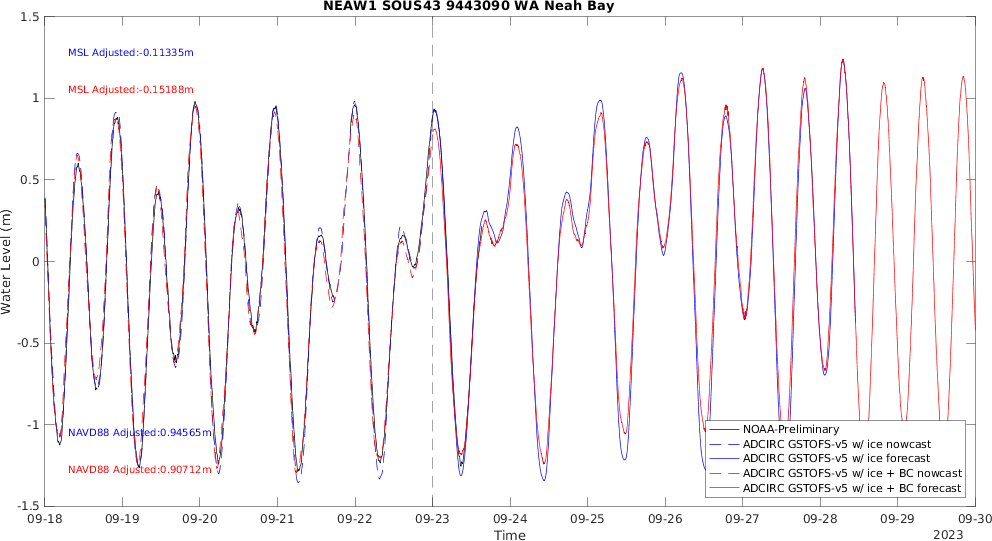 NEAW1 SOUS43 9443090 WA Neah Bay
1.5
1
0.5
0
-0.5
-1
-1.5
Water Level (m)
MSL Adjusted:-0.11335m
MSL Adjusted:-0.15188m
NAVD88 Adjusted:0.94565m
NAVD88 Adjusted:0.90712m
NOAA-Preliminary
ADCIRC GSTOFS-v5 w/ ice nowcast
ADCIRC GSTOFS-v5 w/ ice forecast
ADCIRC GSTOFS-v5 w/ ice + BC nowcast
ADCIRC GSTOFS-v5 w/ ice + BC forecast
09-18 09-19 09-20 09-21 09-22 09-23 09-24 09-25 09-26 09-27 09-28 09-29 09-30
Time
2023